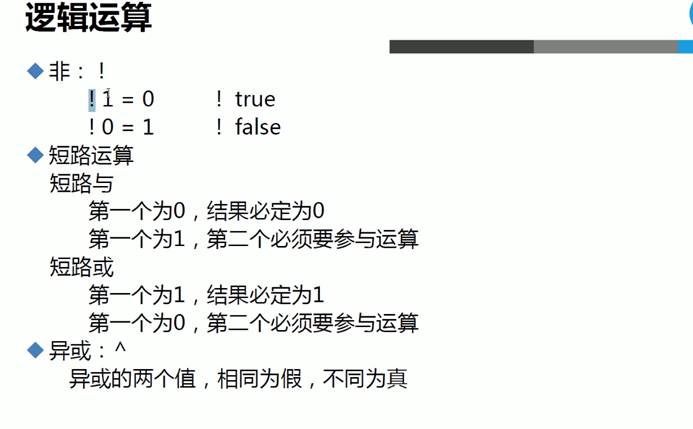 逻辑运算
非：！
! 1 = 0 ！ true
! 0 = 1 ！ false
短路运算
短路与
第一个为0，结果必定为0
第一个为1，第二个必须要参与运算
短路或
第一个为1，结果必定为1
第一个为0，第二个必须要参与运算
异或：^
异或的两个值，相同为假，不同为真